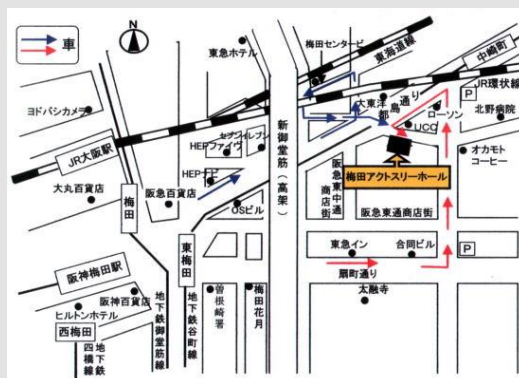 車
N
東急ホテル
梅田センタービル
東海道線
中崎町
JR環状線
P
大東洋
都島通り
ローソン
北野病院
ヨドバシカメラ
JR大阪駅
セブンイレブン
HEPファイヴ
HEPナビ
新御堂筋(高架)
UCC
オカモトコーヒー
大丸百貨店
梅田
阪急百貨店
OSビル
阪急東中通商店街
梅田アクトスリーホール
阪急東通商店街
東梅田
阪神梅田駅
阪神百貨店
ヒルトンホテル
西梅田
地下鉄四橋線
地下鉄御堂筋線
地下鉄谷町線
曽根崎署
梅田花月
東急イン
合同ビル
P
扇町通り
太融寺